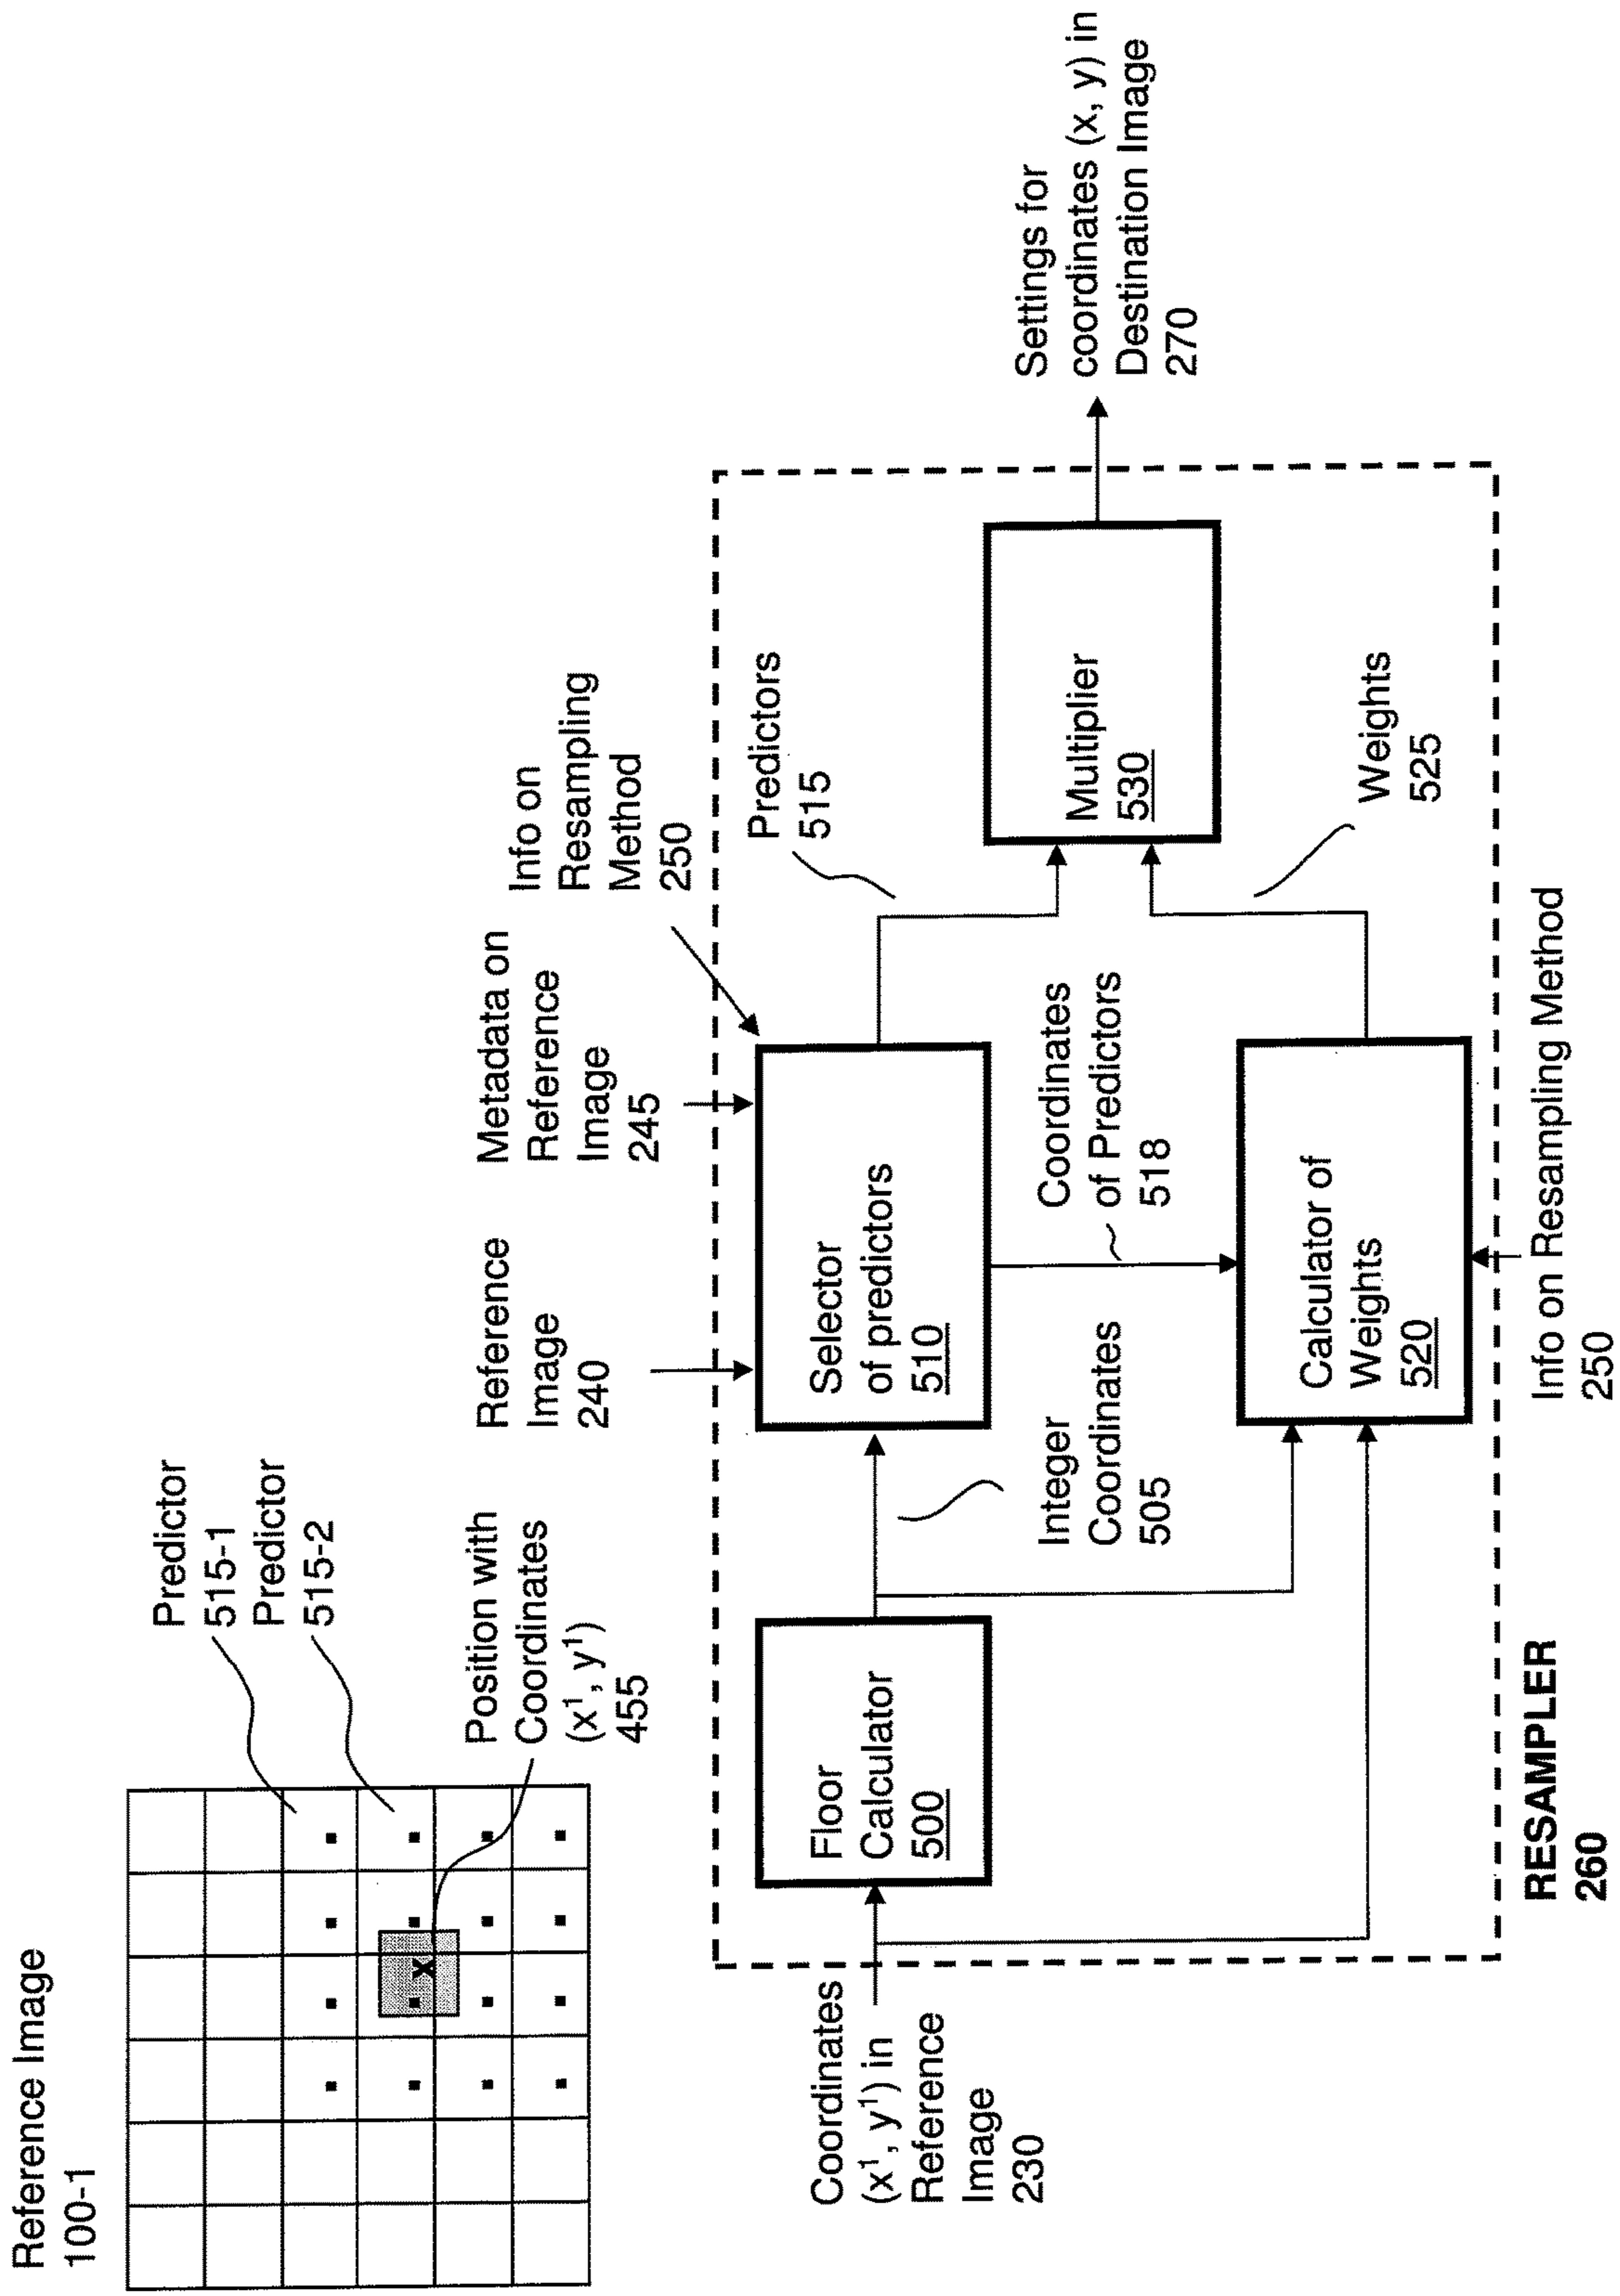 Reference Image
100-1
Predictor
515-1
Predictor
515-2
Position with
Coordinates
(x¹, y¹)
455
x
Reference
Image
240
Metadata on
Reference
Image
245
Info on
Resampling
Method
250
Coordinates
(x¹, y¹) in
Reference
Image
230
Floor
Calculator
500
Integer
Coordinates
505
Selector
of predictors
510
Coordinates
of Predictors
518
Predictors
515
Calculator of
Weights
520
Weights
525
Multiplier
530
Settings for
coordinates (x, y) in
Destination Image
270
Info on Resampling Method
250
RESAMPLER
260